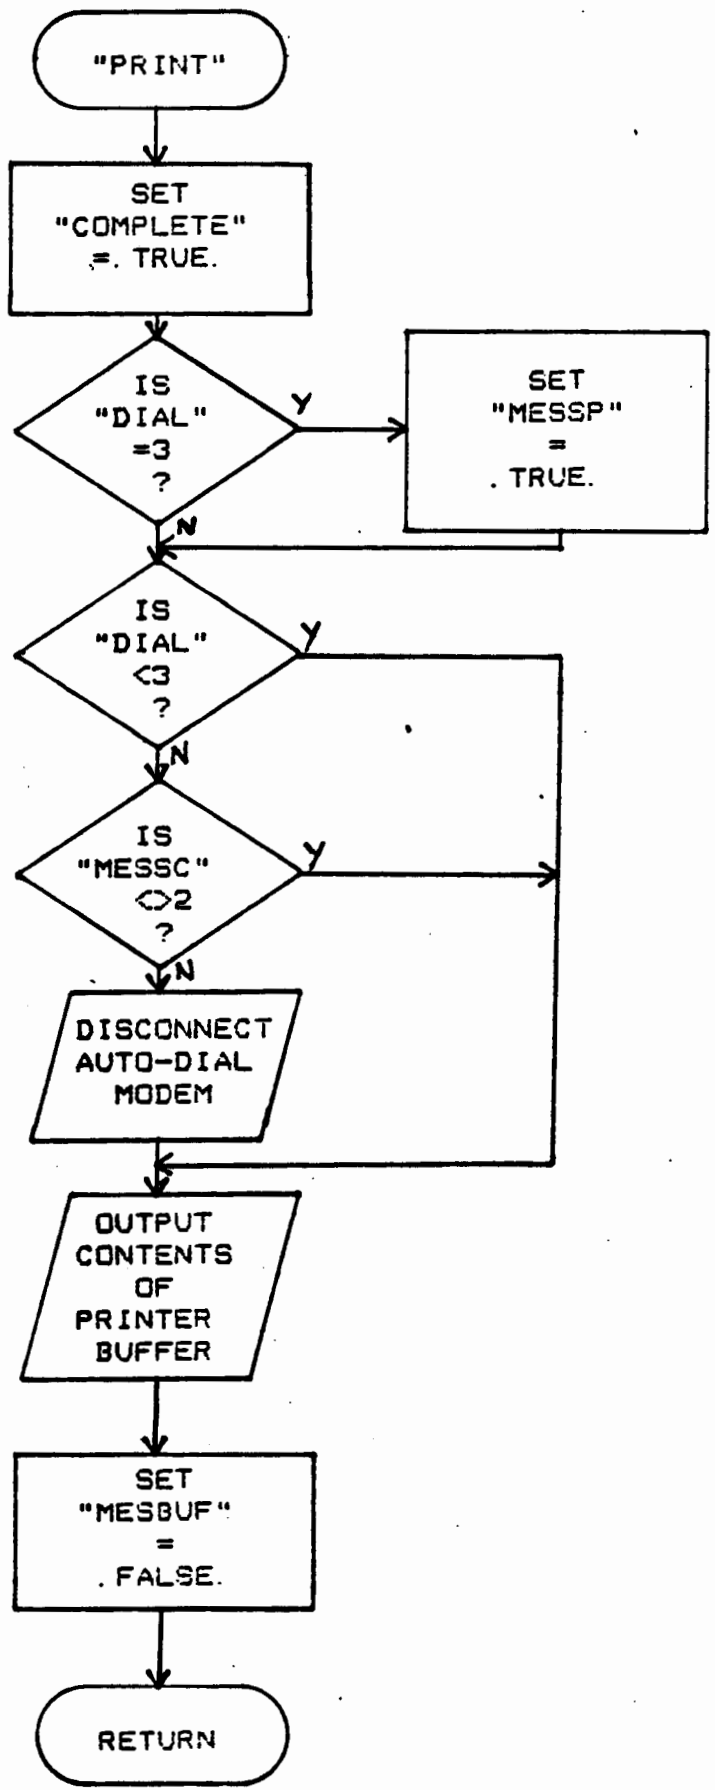 "PRINT"
SET
"COMPLETE"
=. TRUE.
IS
"DIAL"
=3
?
Y
SET
"MESSP"
=
. TRUE.
N
IS
"DIAL"
<3
?
Y
N
IS
"MESSC"
<>2
?
Y
N
DISCONNECT
AUTO-DIAL
MODEM
OUTPUT
CONTENTS
OF
PRINTER
BUFFER
SET
"MESBUF"
=
. FALSE.
RETURN